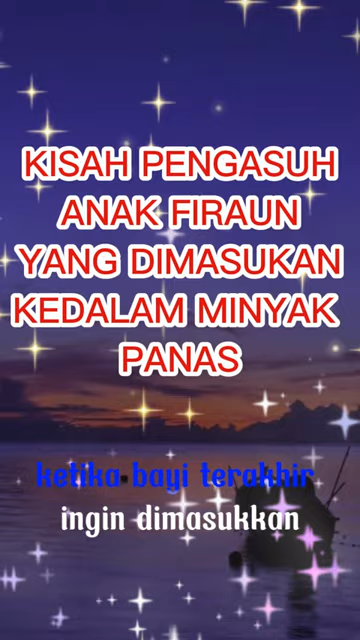 KISAH PENGASUH
ANAK FIRAUN
YANG DIMASUKAN
KEDALAM MINYAK
PANAS
ketika bayi terakhir
ingin dimasukkan